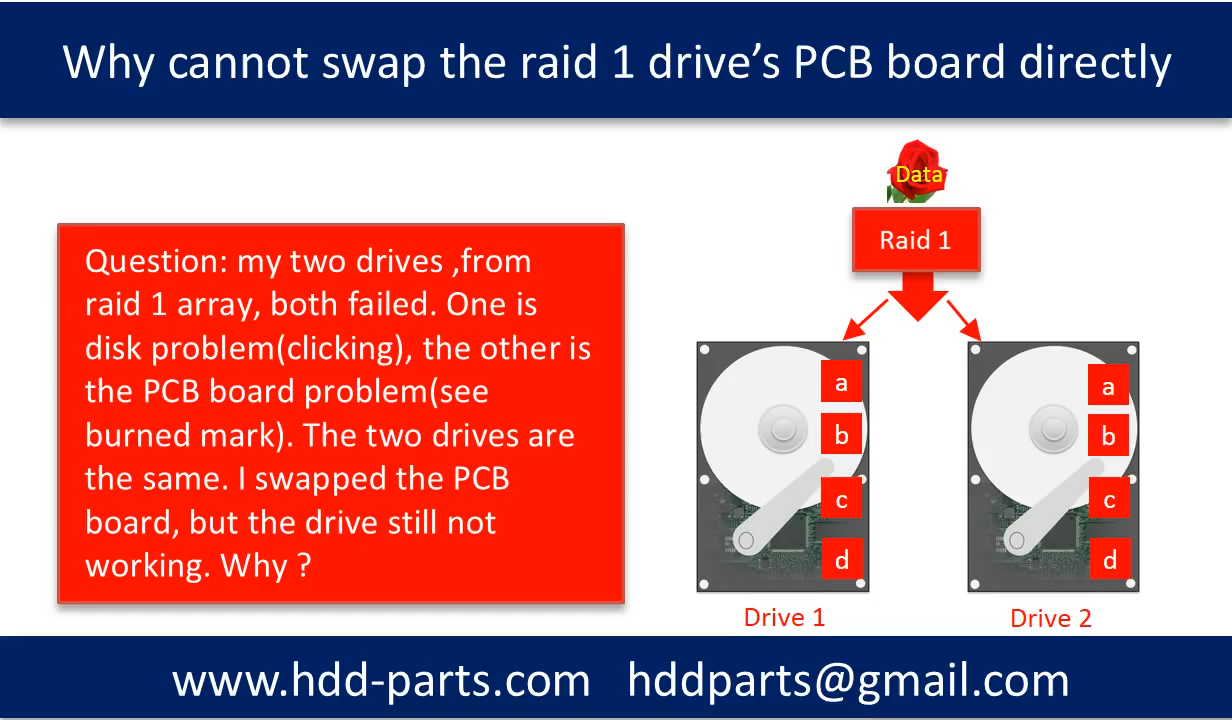 Why cannot swap the raid 1 drive’s PCB board directly
Data
Raid 1
Question: my two drives ,from
raid 1 array, both failed. One is
disk problem(clicking), the other is
the PCB board problem(see
burned mark). The two drives are
the same. I swapped the PCB
board, but the drive still not
working. Why ?
a
b
c
d
Drive 1
a
b
c
d
Drive 2
www.hdd-parts.com hddparts@gmail.com